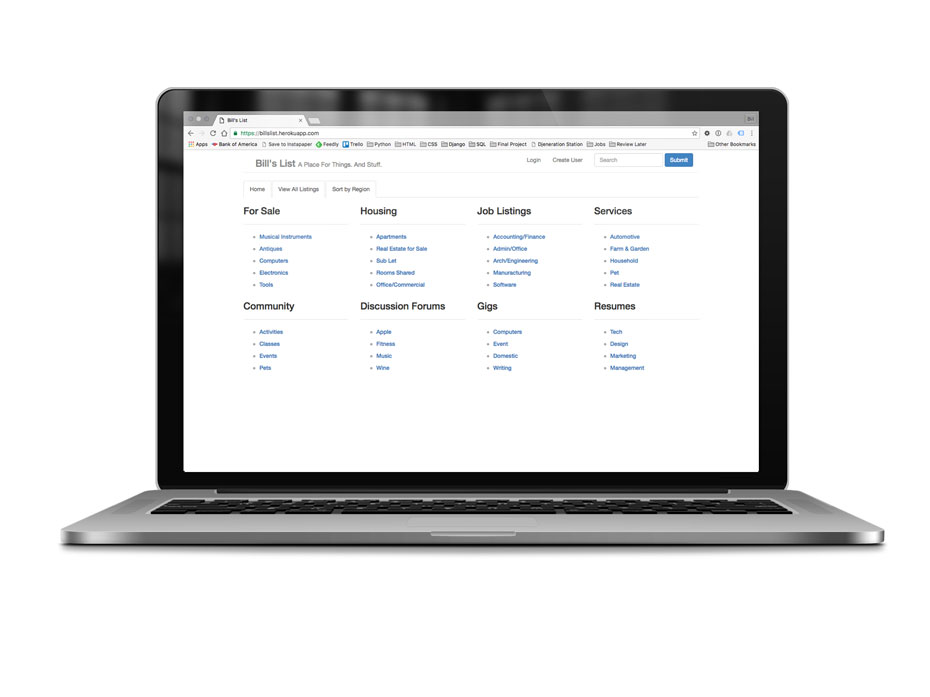 Bill's List
Bill
https://billslist.herokuapp.com
Apps Bank of America Save to Instapaper Feedly Trello Python HTML CSS Django SQL Final Project Djeneration Station Jobs Review Later Other Bookmarks
Bill's List A Place For Things. And Stuff. Login Create User Search Submit
Home View All Listings Sort by Region
For Sale Housing Job Listings Services
Musical Instruments Apartments Accounting/Finance Automotive
Antiques Real Estate for Sale Admin/Office Farm & Garden
Computers Sub Let Arch/Engineering Household
Electronics Rooms Shared Manuracturing Pet
Tools Office/Commercial Software Real Estate
Community Discussion Forums Gigs Resumes
Activities Apple Computers Tech
Classes Fitness Event Design
Events Music Domestic Marketing
Pets Wine Writing Management